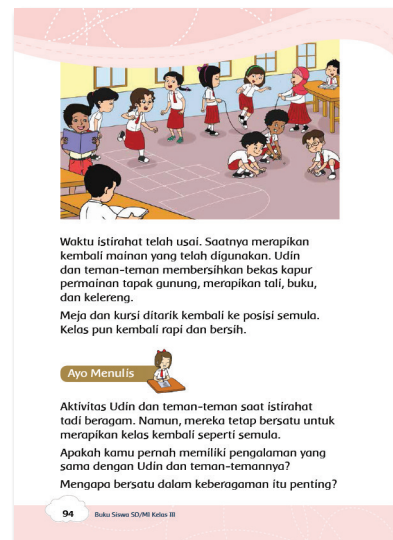 Waktu istirahat telah usai. Saatnya merapikan
kembali mainan yang telah digunakan. Udin
dan teman-teman membersihkan bekas kapur
permainan tapak gunung, merapikan tali, buku,
dan kelereng.
Meja dan kursi ditarik kembali ke posisi semula.
Kelas pun kembali rapi dan bersih.
Ayo Menulis
Aktivitas Udin dan teman-teman saat istirahat
tadi beragam. Namun, mereka tetap bersatu untuk
merapikan kelas kembali seperti semula.
Apakah kamu pernah memiliki pengalaman yang
sama dengan Udin dan teman-temannya?
Mengapa bersatu dalam keberagaman itu penting?
94 Buku Siswa SD/MI Kelas III